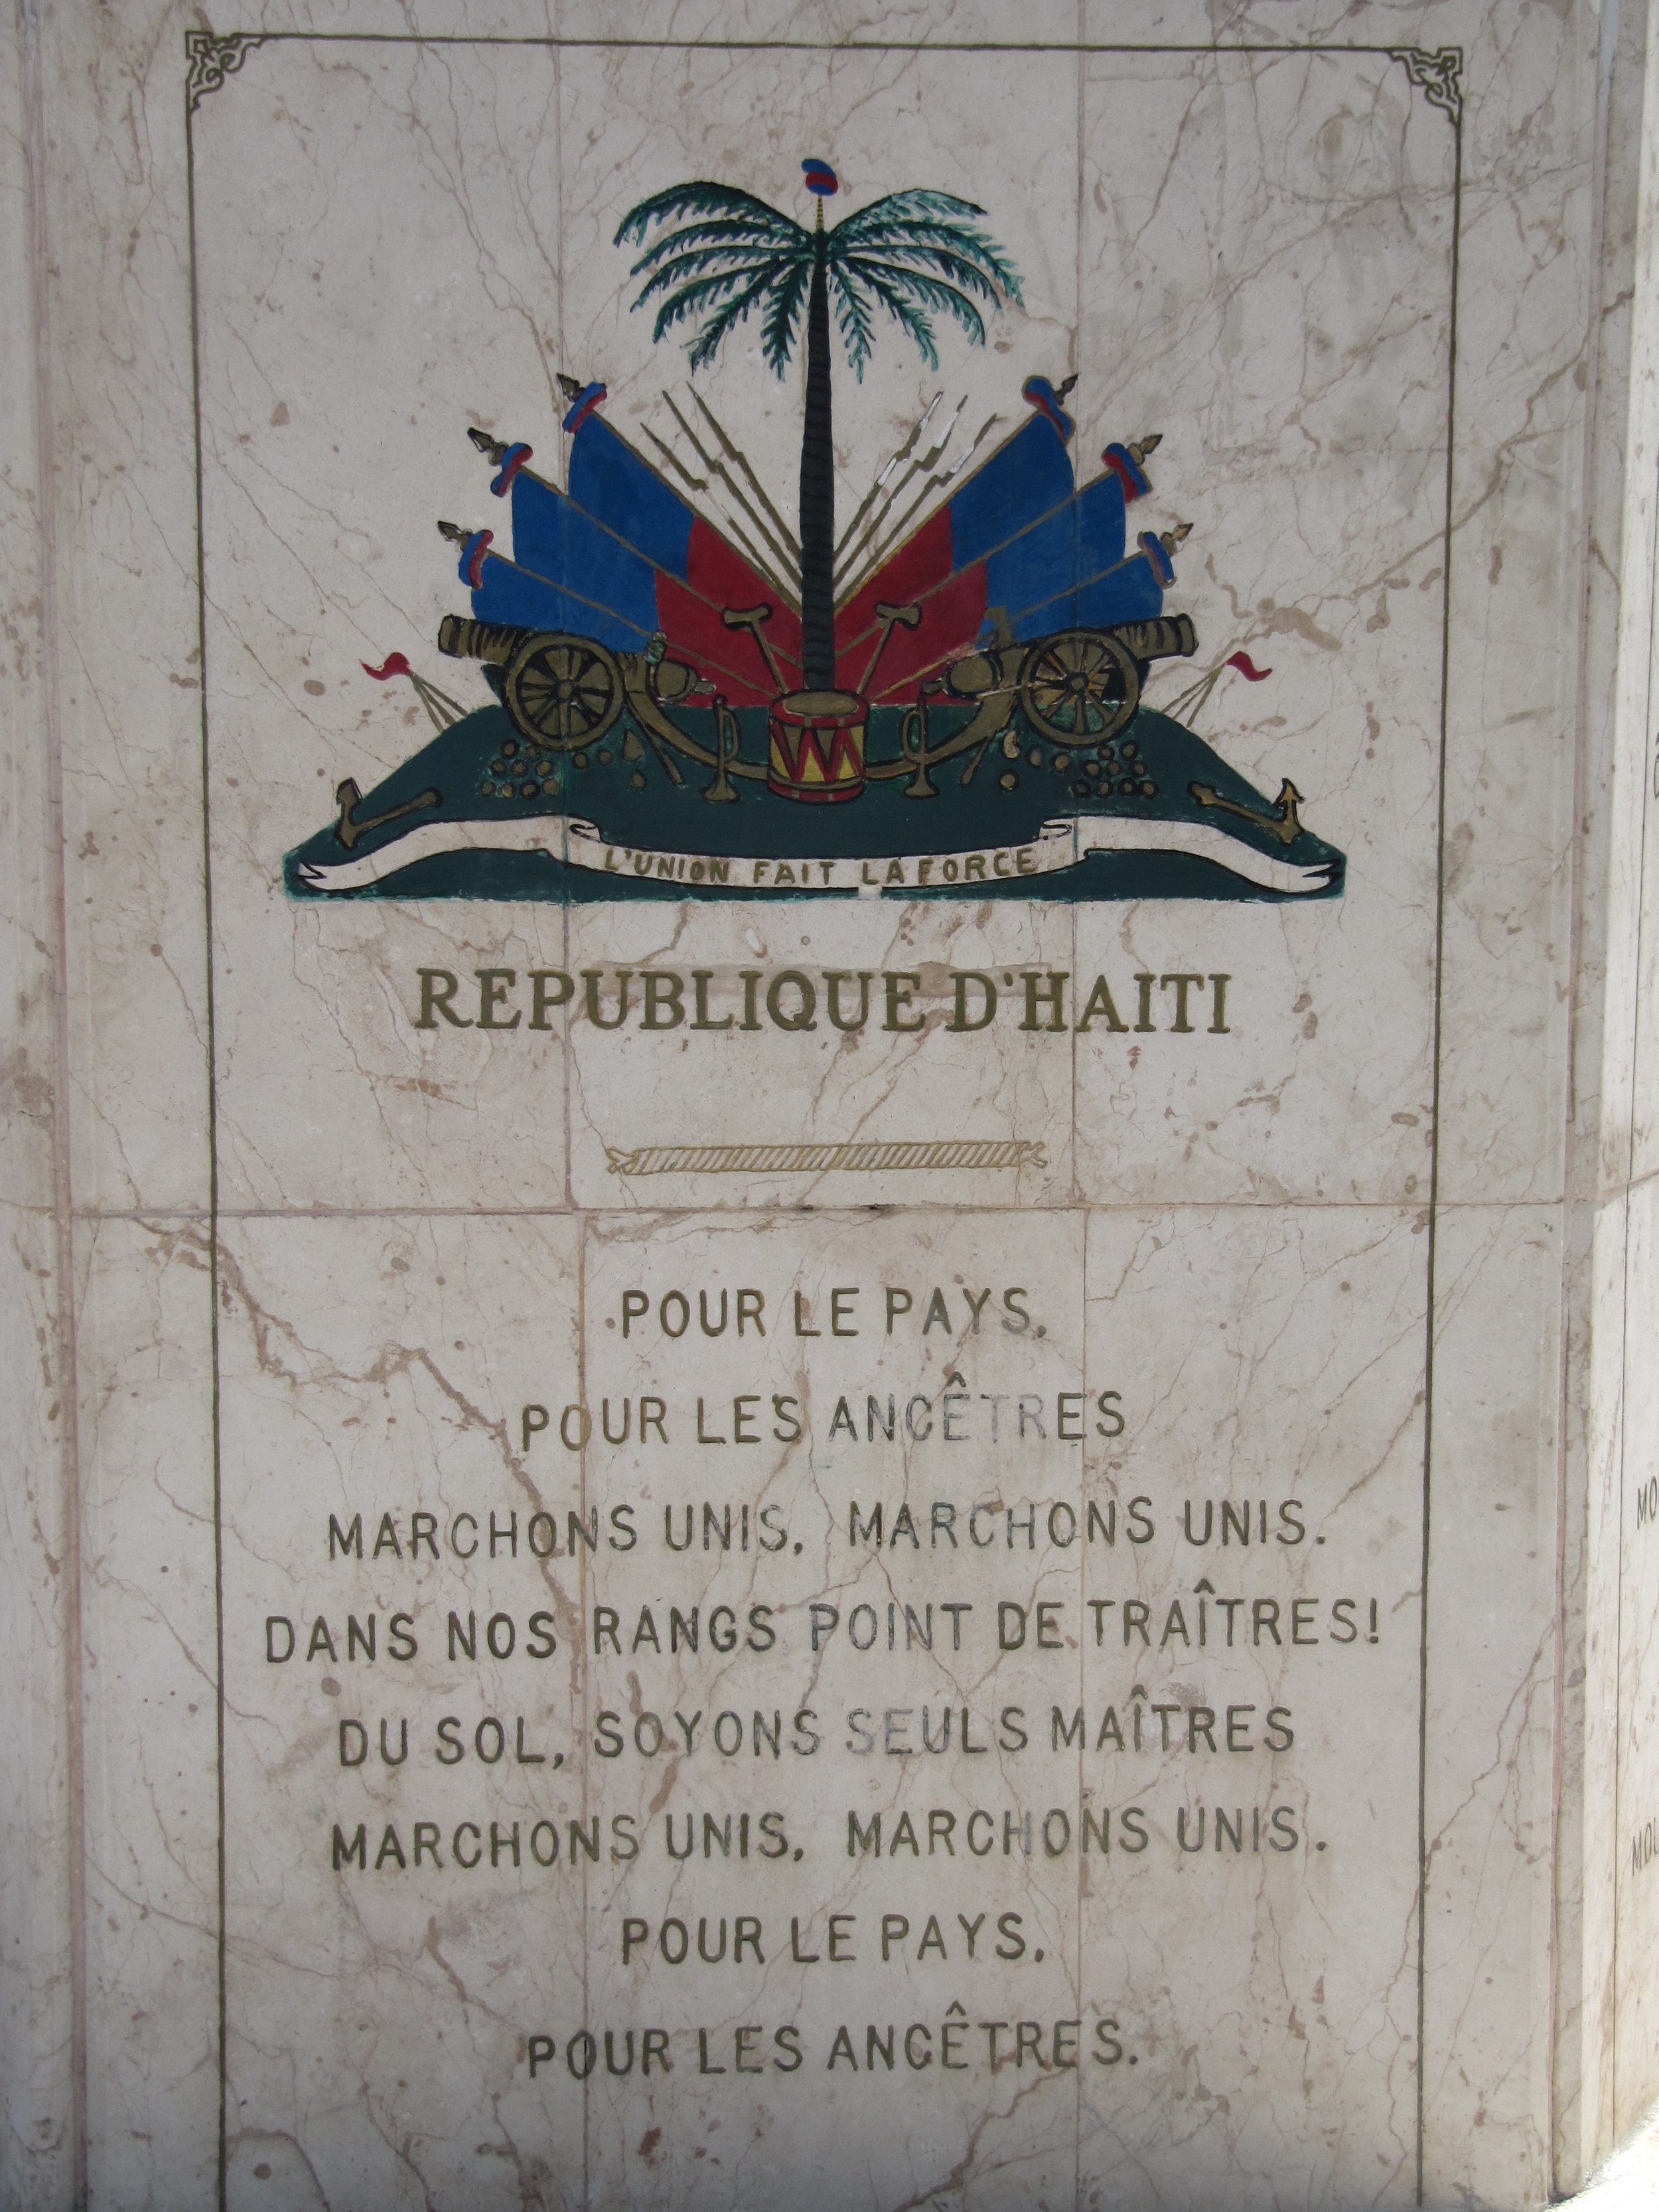 L'UNION FAIT LA FORCE
REPUBLIQUE D'HAITI
POUR LE PAYS.
POUR LES ANCÊTRES
MARCHONS UNIS. MARCHONS UNIS.
DANS NOS RANGS POINT DE TRAÎTRES!
DU SOL, SOYONS SEULS MAÎTRES
MARCHONS UNIS. MARCHONS UNIS.
POUR LE PAYS.
POUR LES ANCÊTRES.